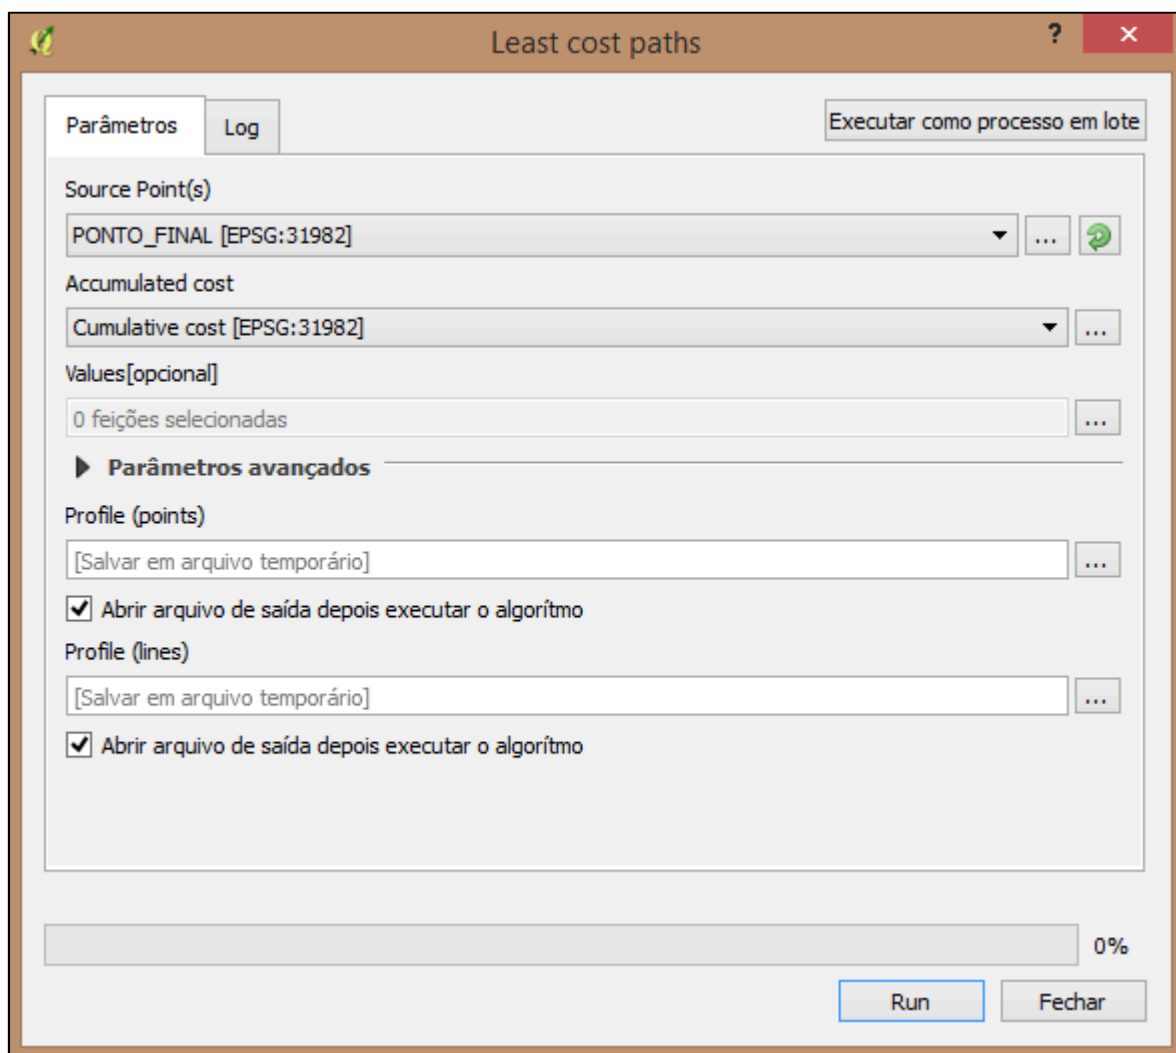 Least cost paths
?
Parâmetros
Log
Executar como processo em lote
Source Point(s)
PONTO_FINAL [EPSG:31982]
...
Accumulated cost
Cumulative cost [EPSG:31982]
...
Values[opcional]
0 feições selecionadas
...
Parâmetros avançados
Profile (points)
[Salvar em arquivo temporário]
...
Abrir arquivo de saída depois executar o algorítmo
Profile (lines)
[Salvar em arquivo temporário]
...
Abrir arquivo de saída depois executar o algorítmo
0%
Run
Fechar